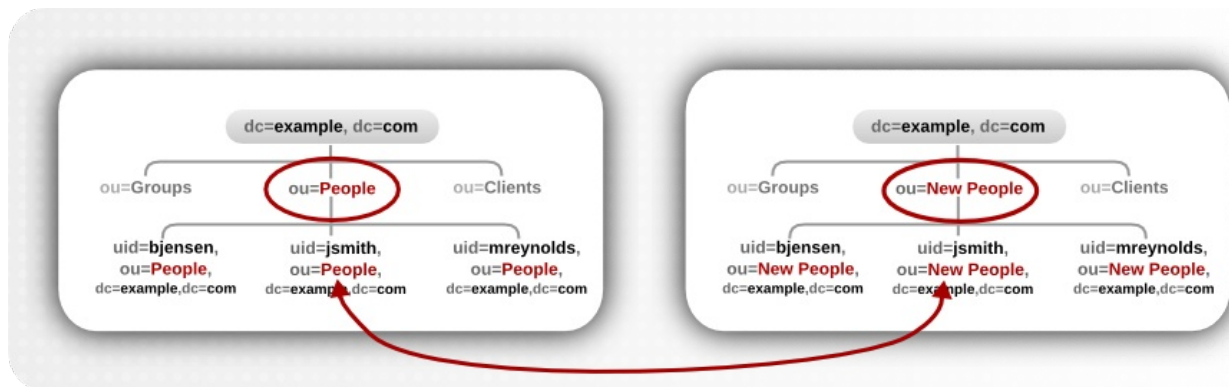 dc=example, dc=com
ou=Groups
ou=People
ou=Clients
uid=bjensen,
ou=People,
dc=example,dc=com
uid=jsmith,
ou=People,
dc=example,dc=com
uid=mreynolds,
ou=People,
dc=example,dc=com
dc=example, dc=com
ou=Groups
ou=New People
ou=Clients
uid=bjensen,
ou=New People,
dc=example,dc=com
uid=jsmith,
ou=New People,
dc=example,dc=com
uid=mreynolds,
ou=New People,
dc=example,dc=com